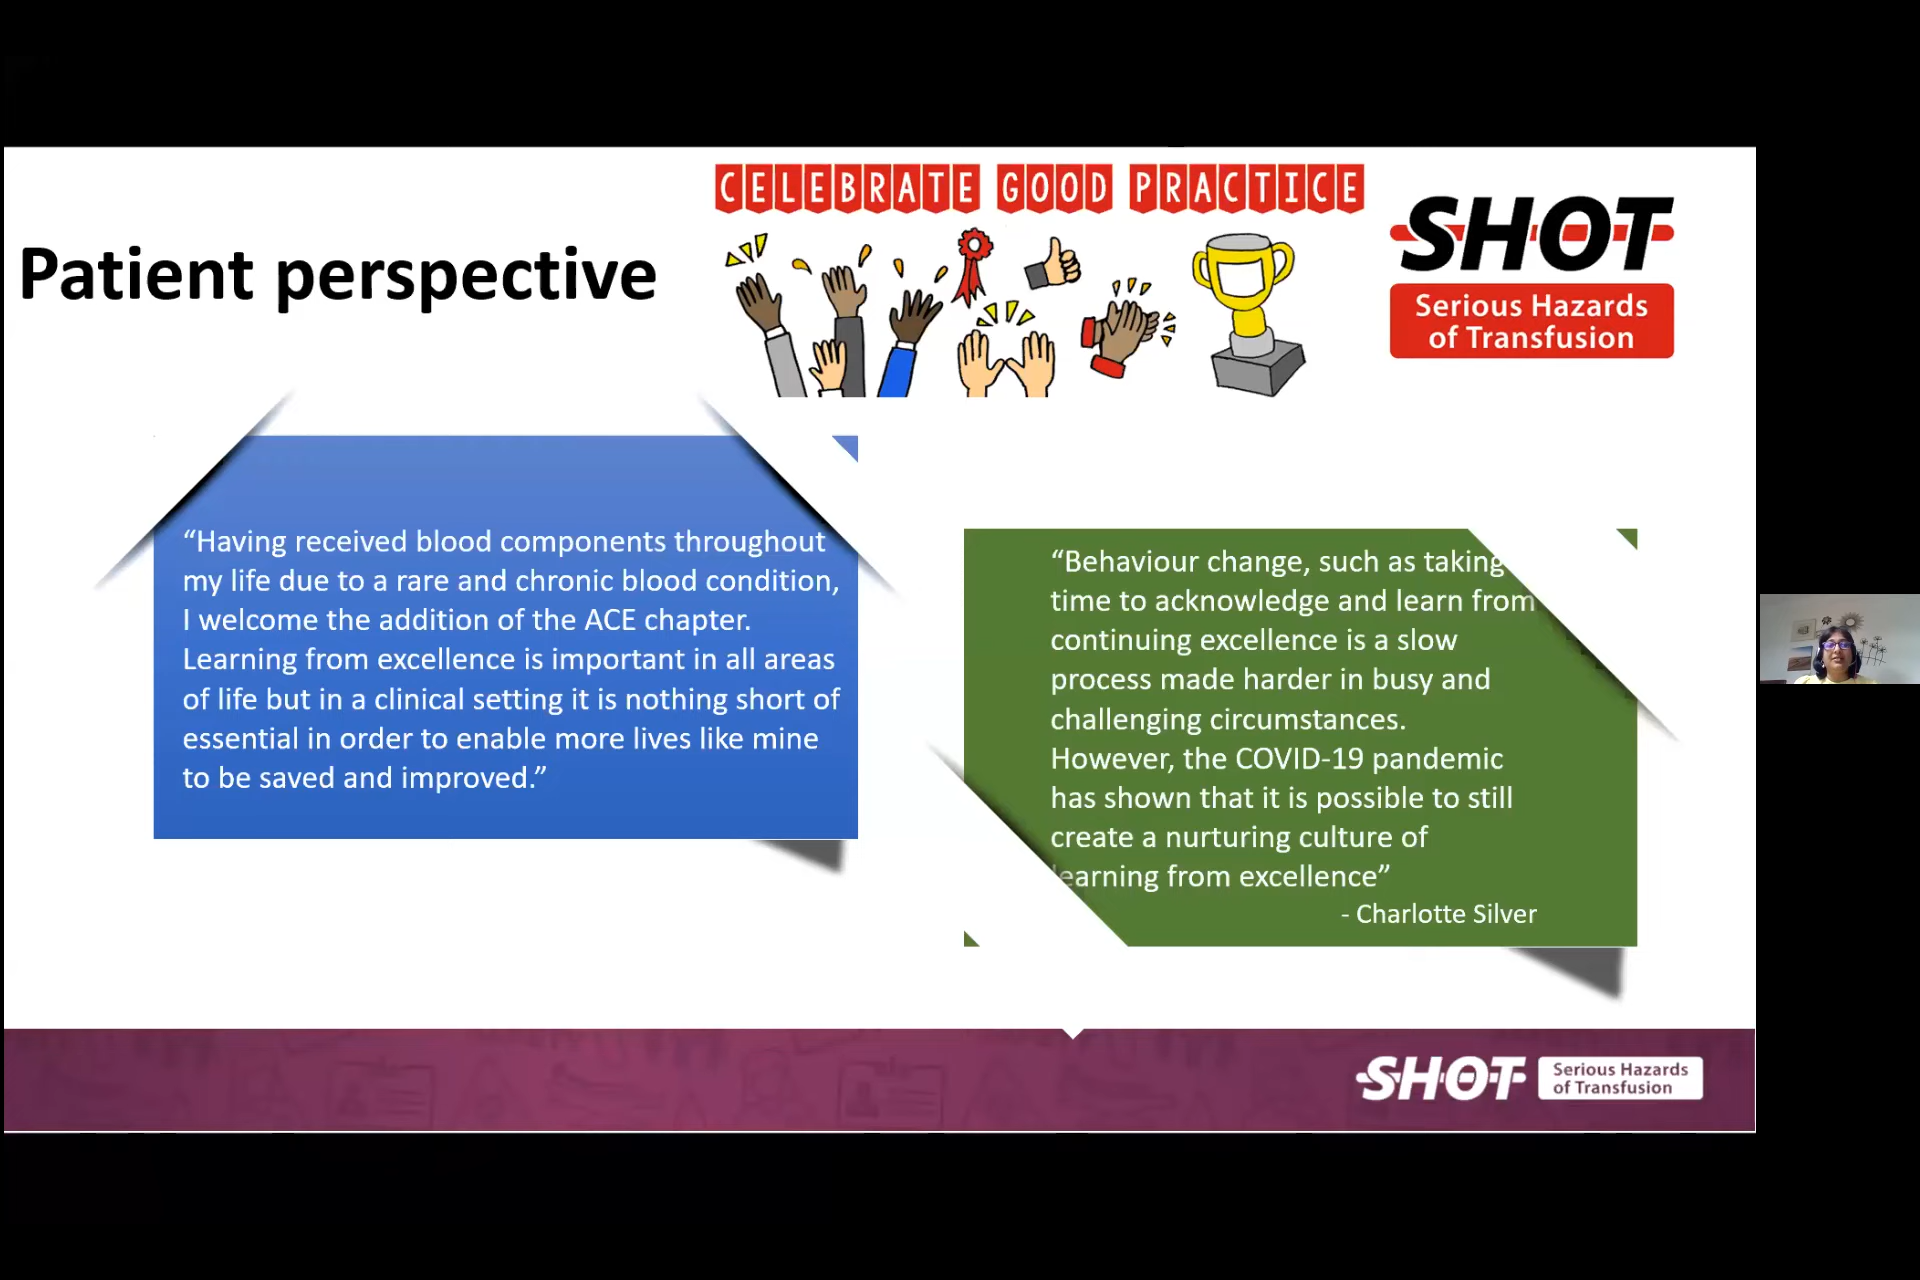 CELEBRATE GOOD PRACTICE
Patient perspective
SHOT
Serious Hazards
of Transfusion
“Having received blood components throughout
my life due to a rare and chronic blood condition,
I welcome the addition of the ACE chapter.
Learning from excellence is important in all areas
of life but in a clinical setting it is nothing short of
essential in order to enable more lives like mine
to be saved and improved.”
“Behaviour change, such as taking
time to acknowledge and learn from
continuing excellence is a slow
process made harder in busy and
challenging circumstances.
However, the COVID-19 pandemic
has shown that it is possible to still
create a nurturing culture of
learning from excellence”
- Charlotte Silver
SHOT
Serious Hazards
of Transfusion